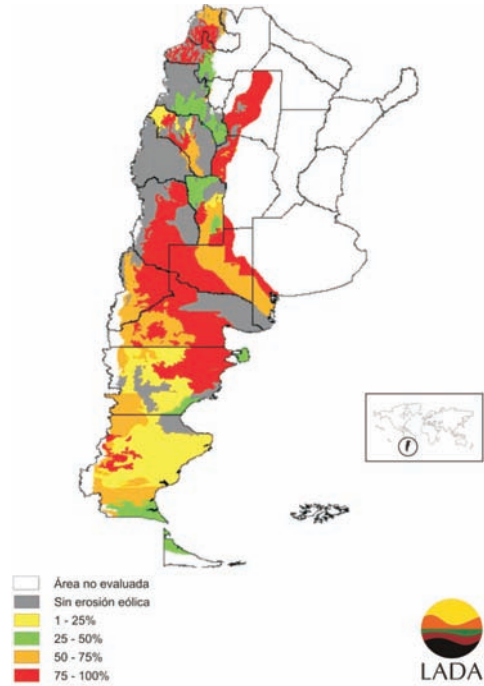 Área no evaluada
Sin erosión eólica
1 - 25%
25 - 50%
50 - 75%
75 - 100%
LADA